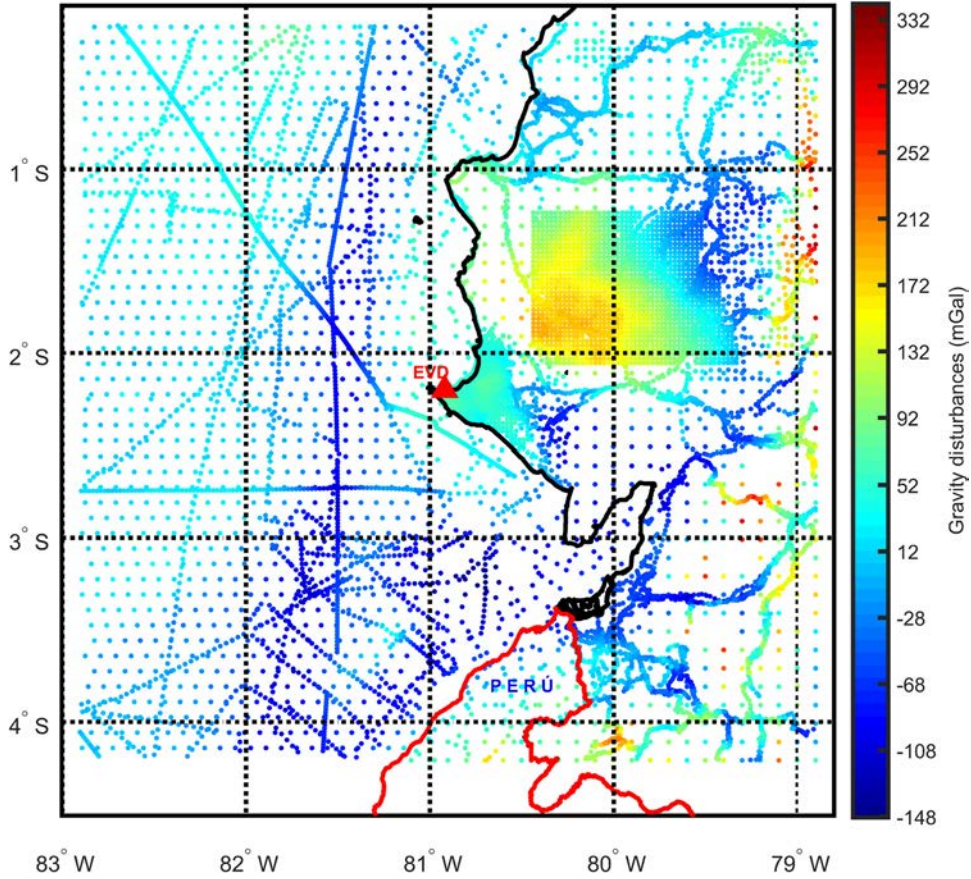 332
292
252
212
172
132
92
52
12
-28
-68
-108
-148
Gravity disturbances (mGal)
1° S
2° S
3° S
4° S
EVD
PERÚ
83° W
82° W
81° W
80° W
79° W